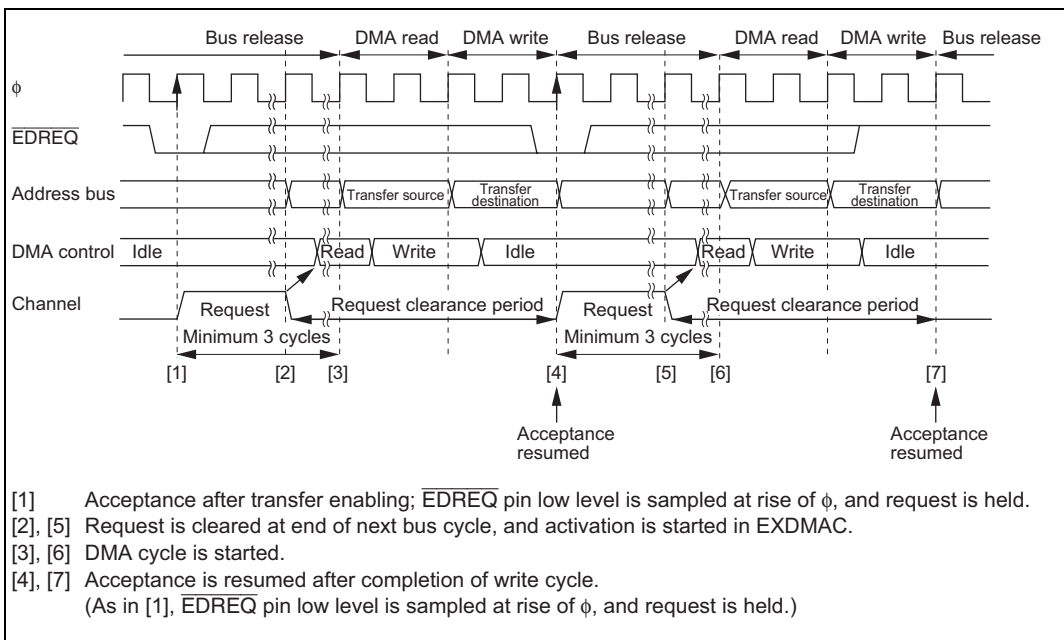 Bus release DMA read DMA write Bus release DMA read DMA write Bus release
ϕ
EDREQ
Address bus Transfer source Transfer destination Transfer source Transfer destination
DMA control Idle Read Write Idle Read Write Idle
Channel Request Request clearance period Request Request clearance period
Minimum 3 cycles Minimum 3 cycles
[1] [2] [3] [4] [5] [6] [7]
Acceptance resumed Acceptance resumed
[1] Acceptance after transfer enabling; EDREQ pin low level is sampled at rise of ϕ, and request is held.
[2], [5] Request is cleared at end of next bus cycle, and activation is started in EXDMAC.
[3], [6] DMA cycle is started.
[4], [7] Acceptance is resumed after completion of write cycle.
(As in [1], EDREQ pin low level is sampled at rise of ϕ, and request is held.)